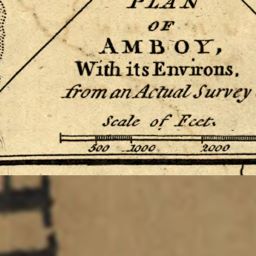 PLAN
OF
AMBOY,
With its Environs.
from an Actual Survey
Scale of Feet.
500 1000 2000